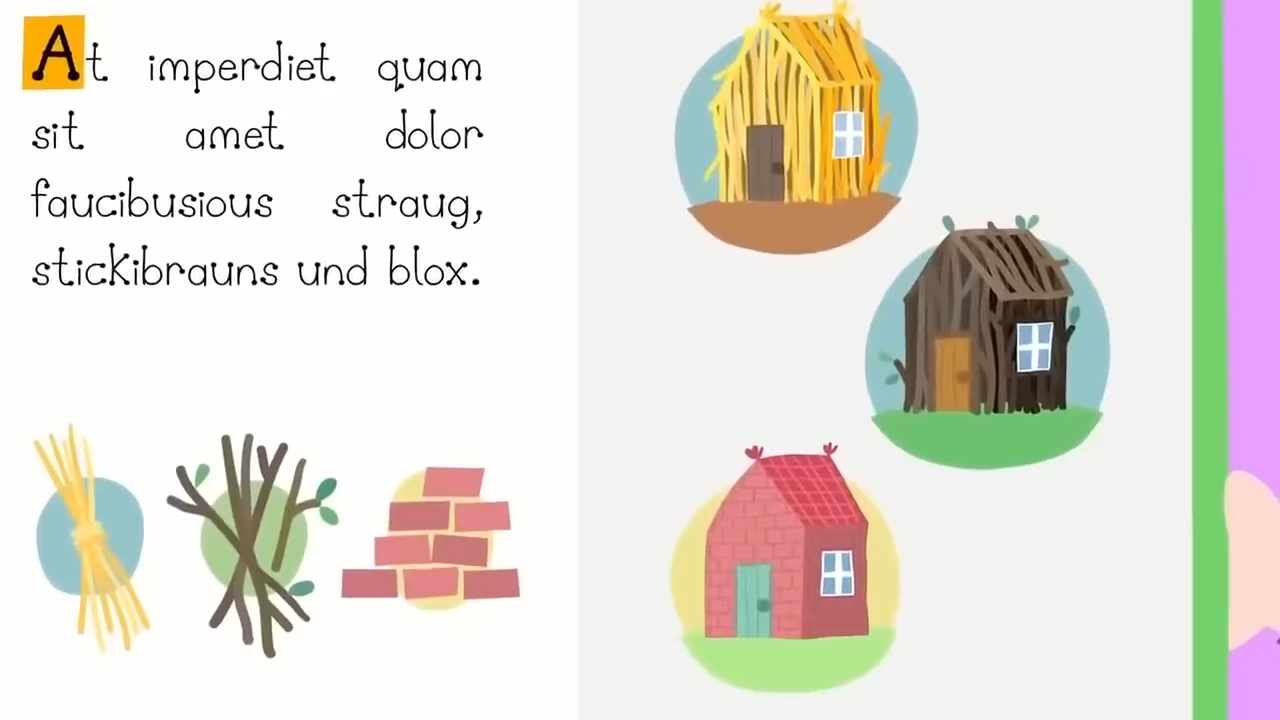 At imperdiet quam
sit amet dolor
faucibusious straug,
stickibrauns und blox.